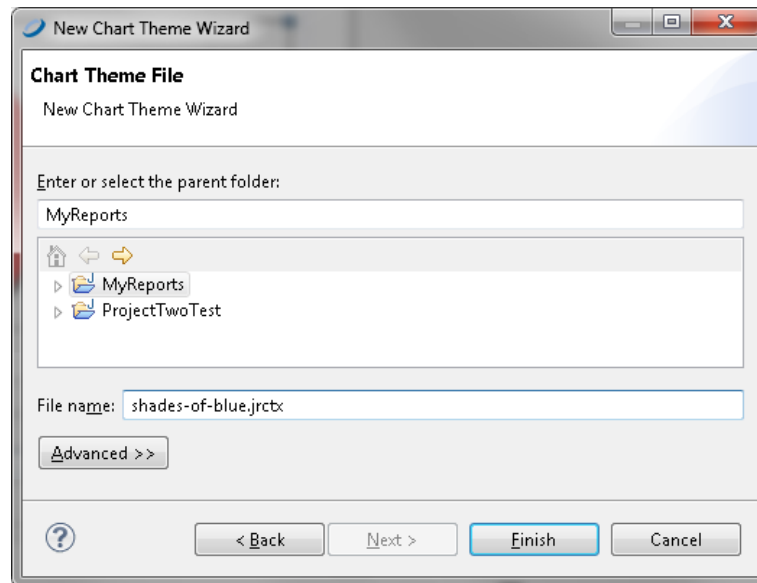 New Chart Theme Wizard
Chart Theme File
New Chart Theme Wizard
Enter or select the parent folder:
MyReports
MyReports
ProjectTwoTest
File name: shades-of-blue.jrctx
Advanced >>
? < Back Next > Finish Cancel